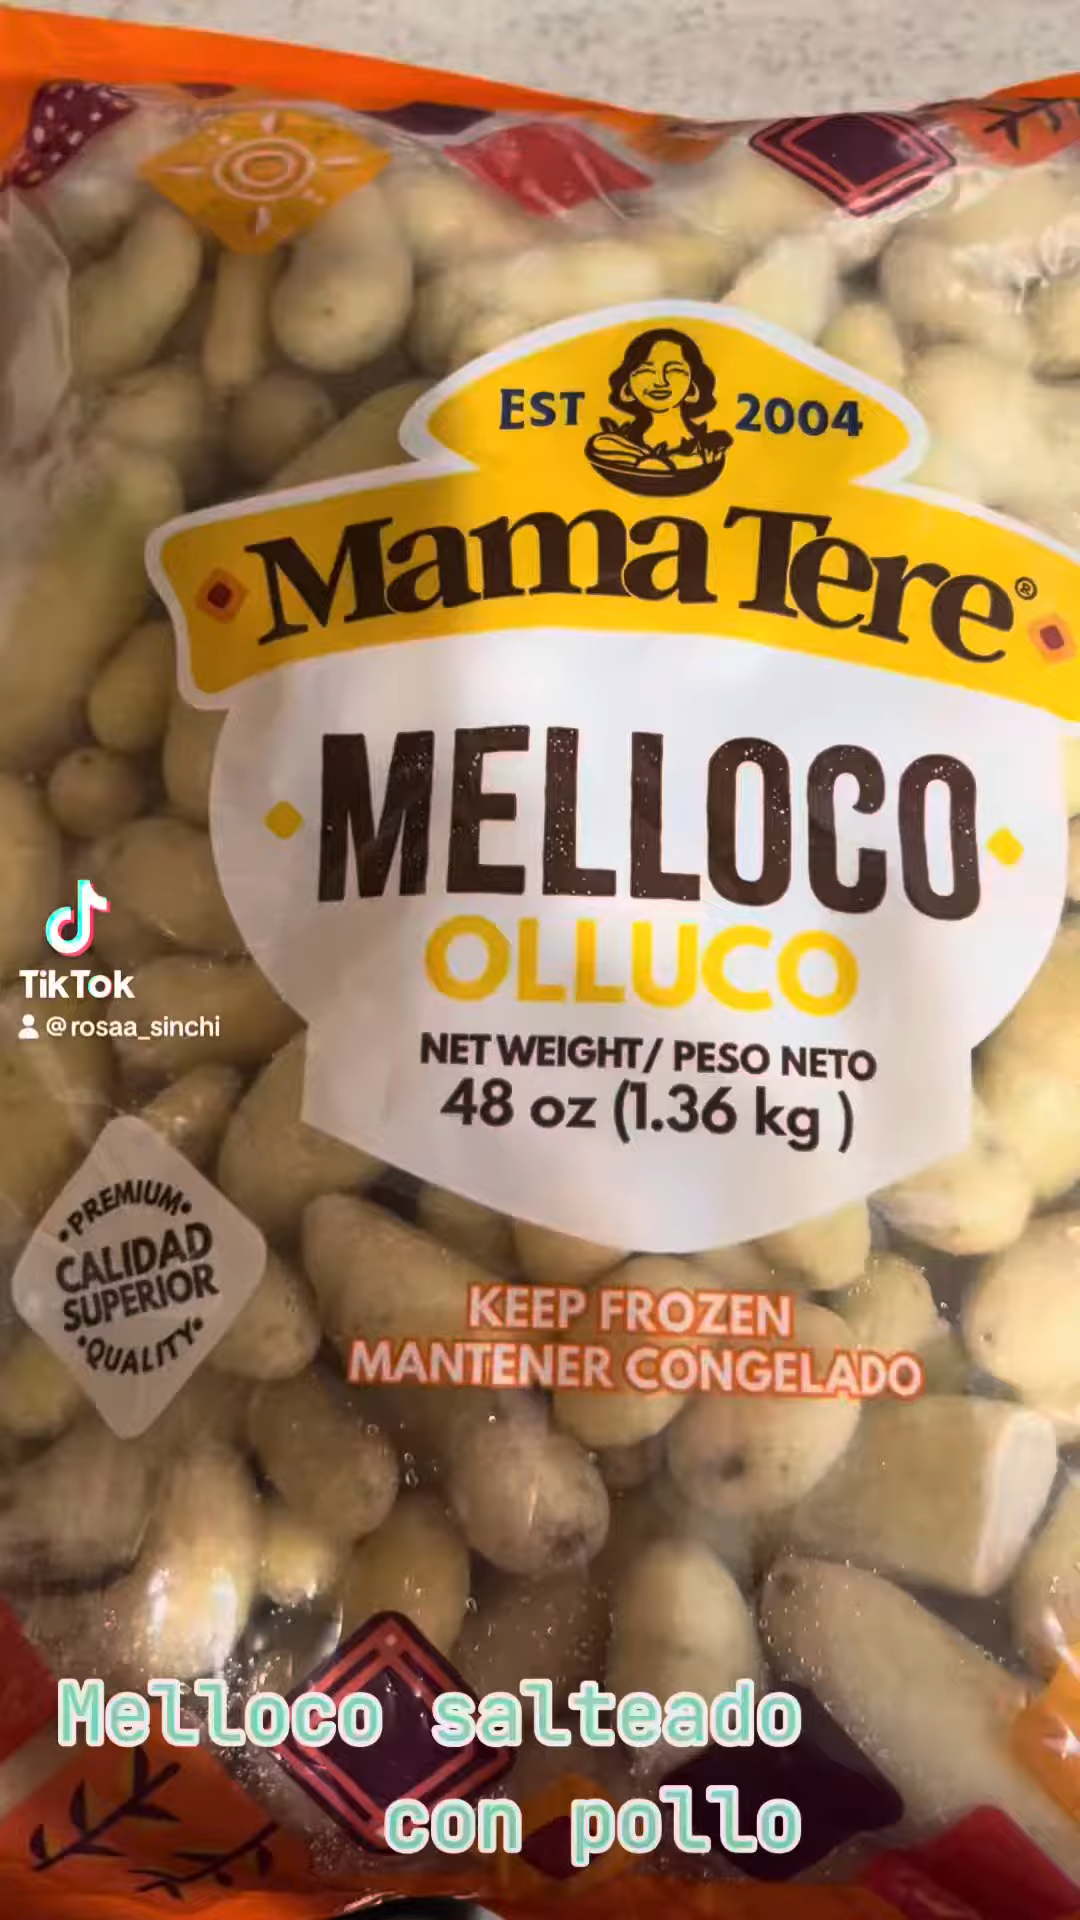 EST 2004
Mama Tere®
MELLOCO
OLLUCO
NET WEIGHT/ PESO NETO
48 oz (1.36 kg )
TikTok
@rosaa_sinchi
•PREMIUM•
CALIDAD
SUPERIOR
•QUALITY•
KEEP FROZEN
MANTENER CONGELADO
Melloco salteado
con pollo